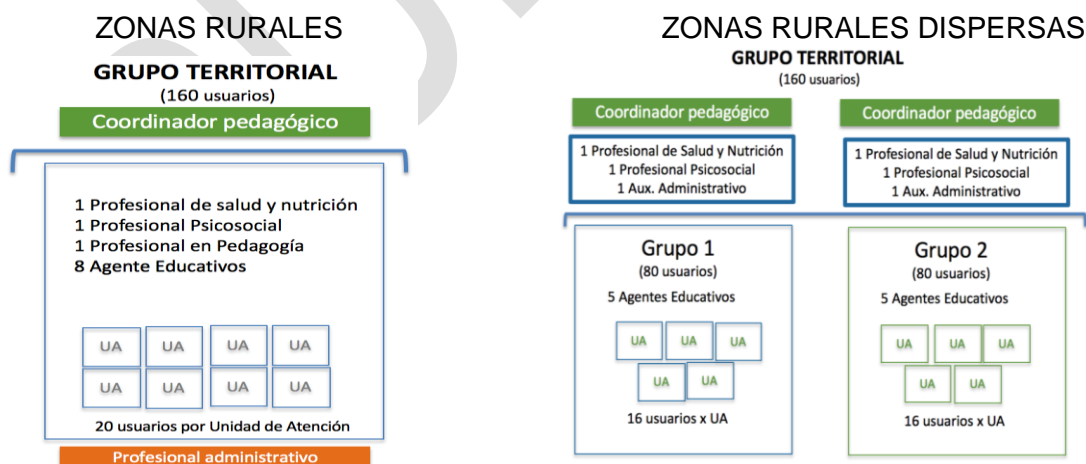 ZONAS RURALES
GRUPO TERRITORIAL
(160 usuarios)
Coordinador pedagógico
1 Profesional de salud y nutrición
1 Profesional Psicosocial
1 Profesional en Pedagogía
8 Agente Educativos
UA UA UA UA
UA UA UA UA
20 usuarios por Unidad de Atención
Profesional administrativo
ZONAS RURALES DISPERSAS
GRUPO TERRITORIAL
(160 usuarios)
Coordinador pedagógico
1 Profesional de Salud y Nutrición
1 Profesional Psicosocial
1 Aux. Administrativo
Grupo 1
(80 usuarios)
5 Agentes Educativos
UA UA UA
UA UA
16 usuarios x UA
Coordinador pedagógico
1 Profesional de Salud y Nutrición
1 Profesional Psicosocial
1 Aux. Administrativo
Grupo 2
(80 usuarios)
5 Agentes Educativos
UA UA UA
UA UA
16 usuarios x UA